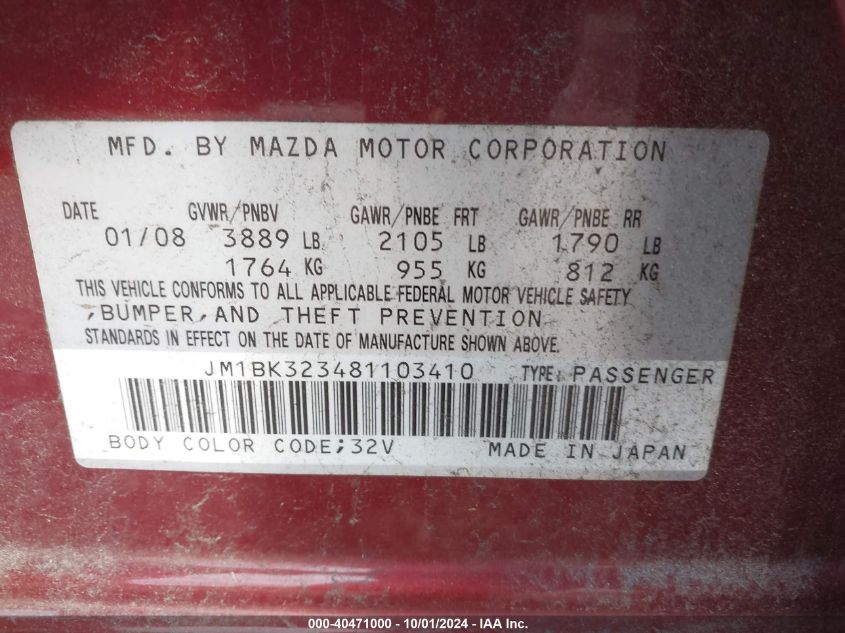 MFD. BY MAZDA MOTOR CORPORATION
DATE GVWR/PNBV GAWR/PNBE FRT GAWR/PNBE RR
01/08 3889 LB 2105 LB 1790 LB
1764 KG 955 KG 812 KG
THIS VEHICLE CONFORMS TO ALL APPLICABLE FEDERAL MOTOR VEHICLE SAFETY
,BUMPER,AND THEFT PREVENTION
STANDARDS IN EFFECT ON THE DATE OF MANUFACTURE SHOWN ABOVE.
JM1BK323481103410 TYPE: PASSENGER
BODY COLOR CODE;32V MADE IN JAPAN
000-40471000 - 10/01/2024 - IAA Inc.